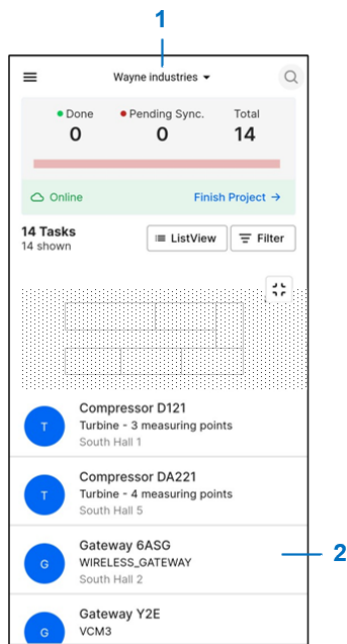 1
Wayne industries
Done Pending Sync. Total
0 0 14
Online Finish Project →
14 Tasks
14 shown
ListView Filter
T
Compressor D121
Turbine - 3 measuring points
South Hall 1
T
Compressor DA221
Turbine - 4 measuring points
South Hall 5
G
Gateway 6ASG
WIRELESS_GATEWAY
South Hall 2
2
G
Gateway Y2E
VCM3